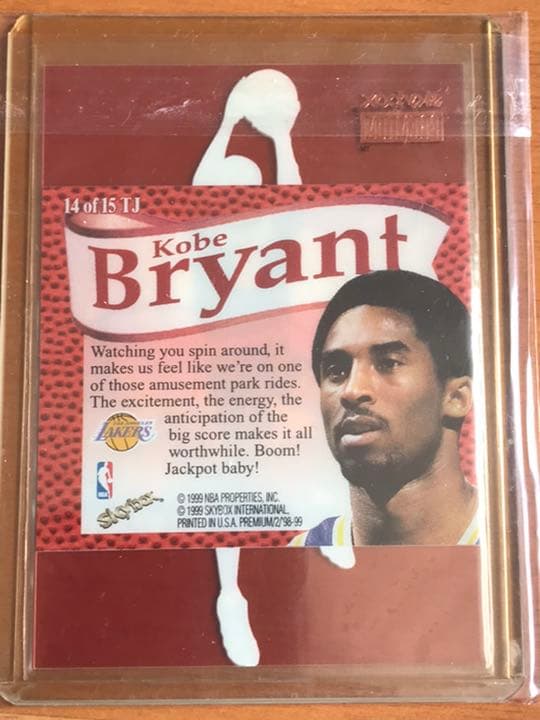 14 of 15 TJ
Kobe
Bryant
Watching you spin around, it
makes us feel like we're on one
of those amusement park rides.
The excitement, the energy, the
anticipation of the
big score makes it all
worthwhile. Boom!
Jackpot baby!
LAKERS
NBA
Skybox
© 1999 NBA PROPERTIES, INC.
© 1999 SKYBOX INTERNATIONAL.
PRINTED IN U.S.A. PREMIUM/2/'98-99